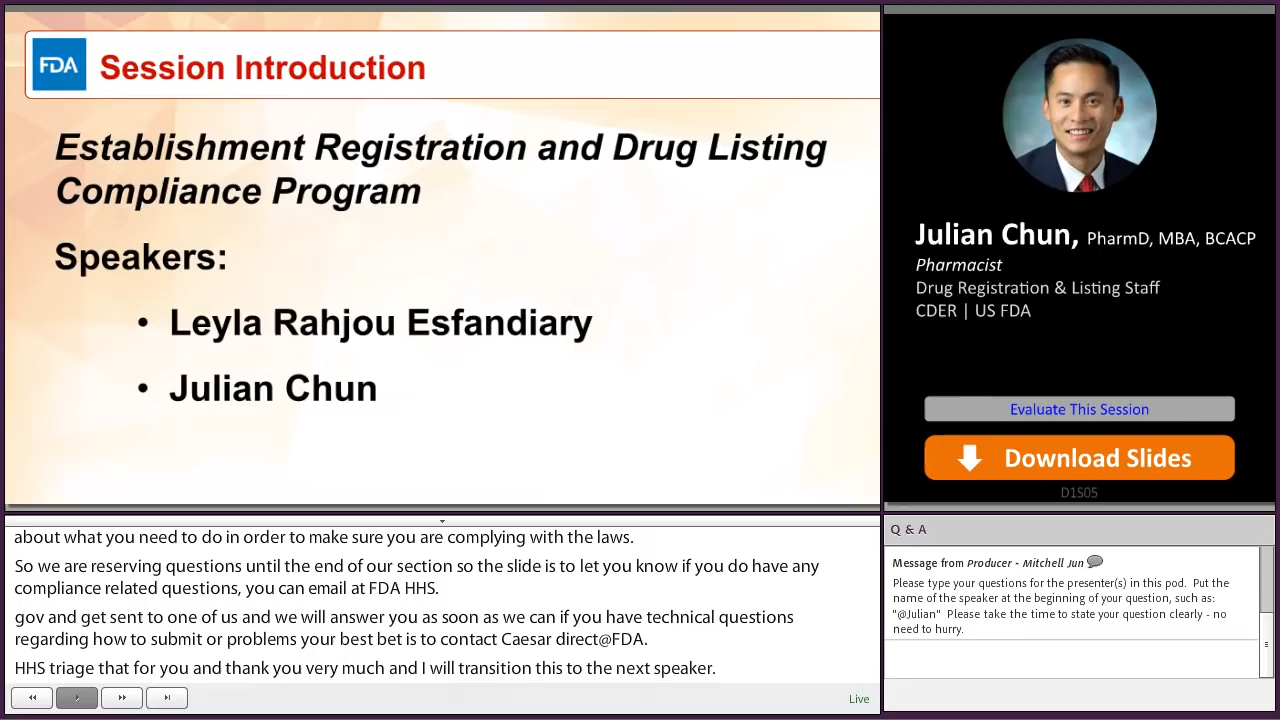 FDA
Session Introduction
Establishment Registration and Drug Listing
Compliance Program
Speakers:
• Leyla Rahjou Esfandiary
• Julian Chun
Julian Chun, PharmD, MBA, BCACP
Pharmacist
Drug Registration & Listing Staff
CDER | US FDA
Evaluate This Session
Download Slides
D1S05
about what you need to do in order to make sure you are complying with the laws.
So we are reserving questions until the end of our section so the slide is to let you know if you do have any
compliance related questions, you can email at FDA HHS.
gov and get sent to one of us and we will answer you as soon as we can if you have technical questions
regarding how to submit or problems your best bet is to contact Caesar direct@FDA.
HHS triage that for you and thank you very much and I will transition this to the next speaker.
Live
Q & A
Message from Producer - Mitchell Jun
Please type your questions for the presenter(s) in this pod. Put the
name of the speaker at the beginning of your question, such as:
"@Julian" Please take the time to state your question clearly - no
need to hurry.